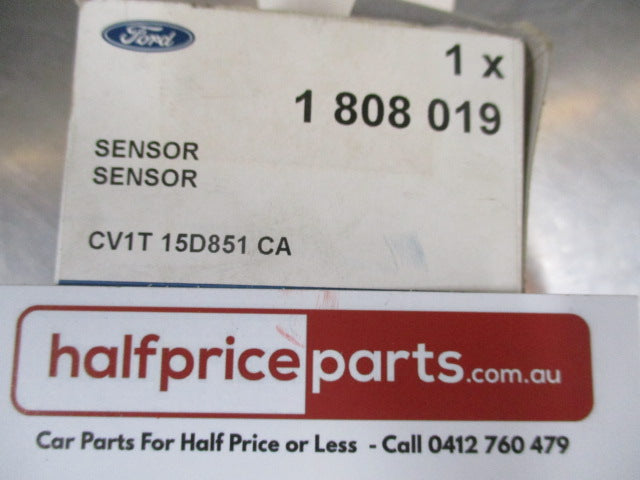 Ford
1 x
1 808 019
SENSOR
SENSOR
CV1T 15D851 CA
halfpriceparts.com.au
Car Parts For Half Price or Less - Call 0412 760 479